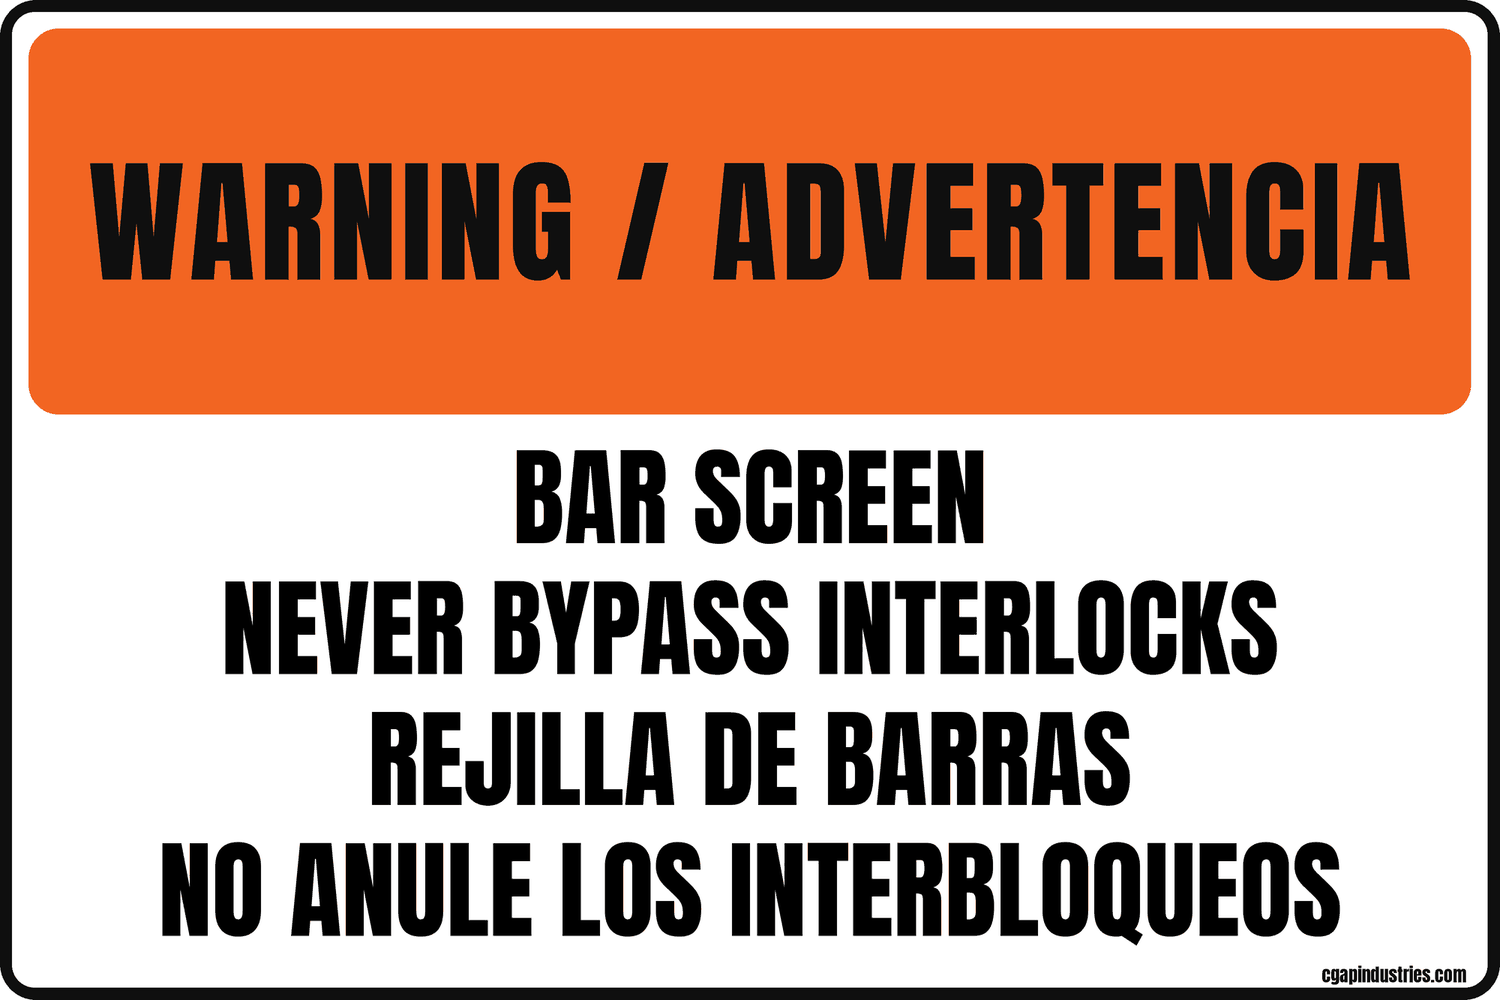 WARNING / ADVERTENCIA
BAR SCREEN
NEVER BYPASS INTERLOCKS
REJILLA DE BARRAS
NO ANULE LOS INTERBLOQUEOS
cgapindustries.com